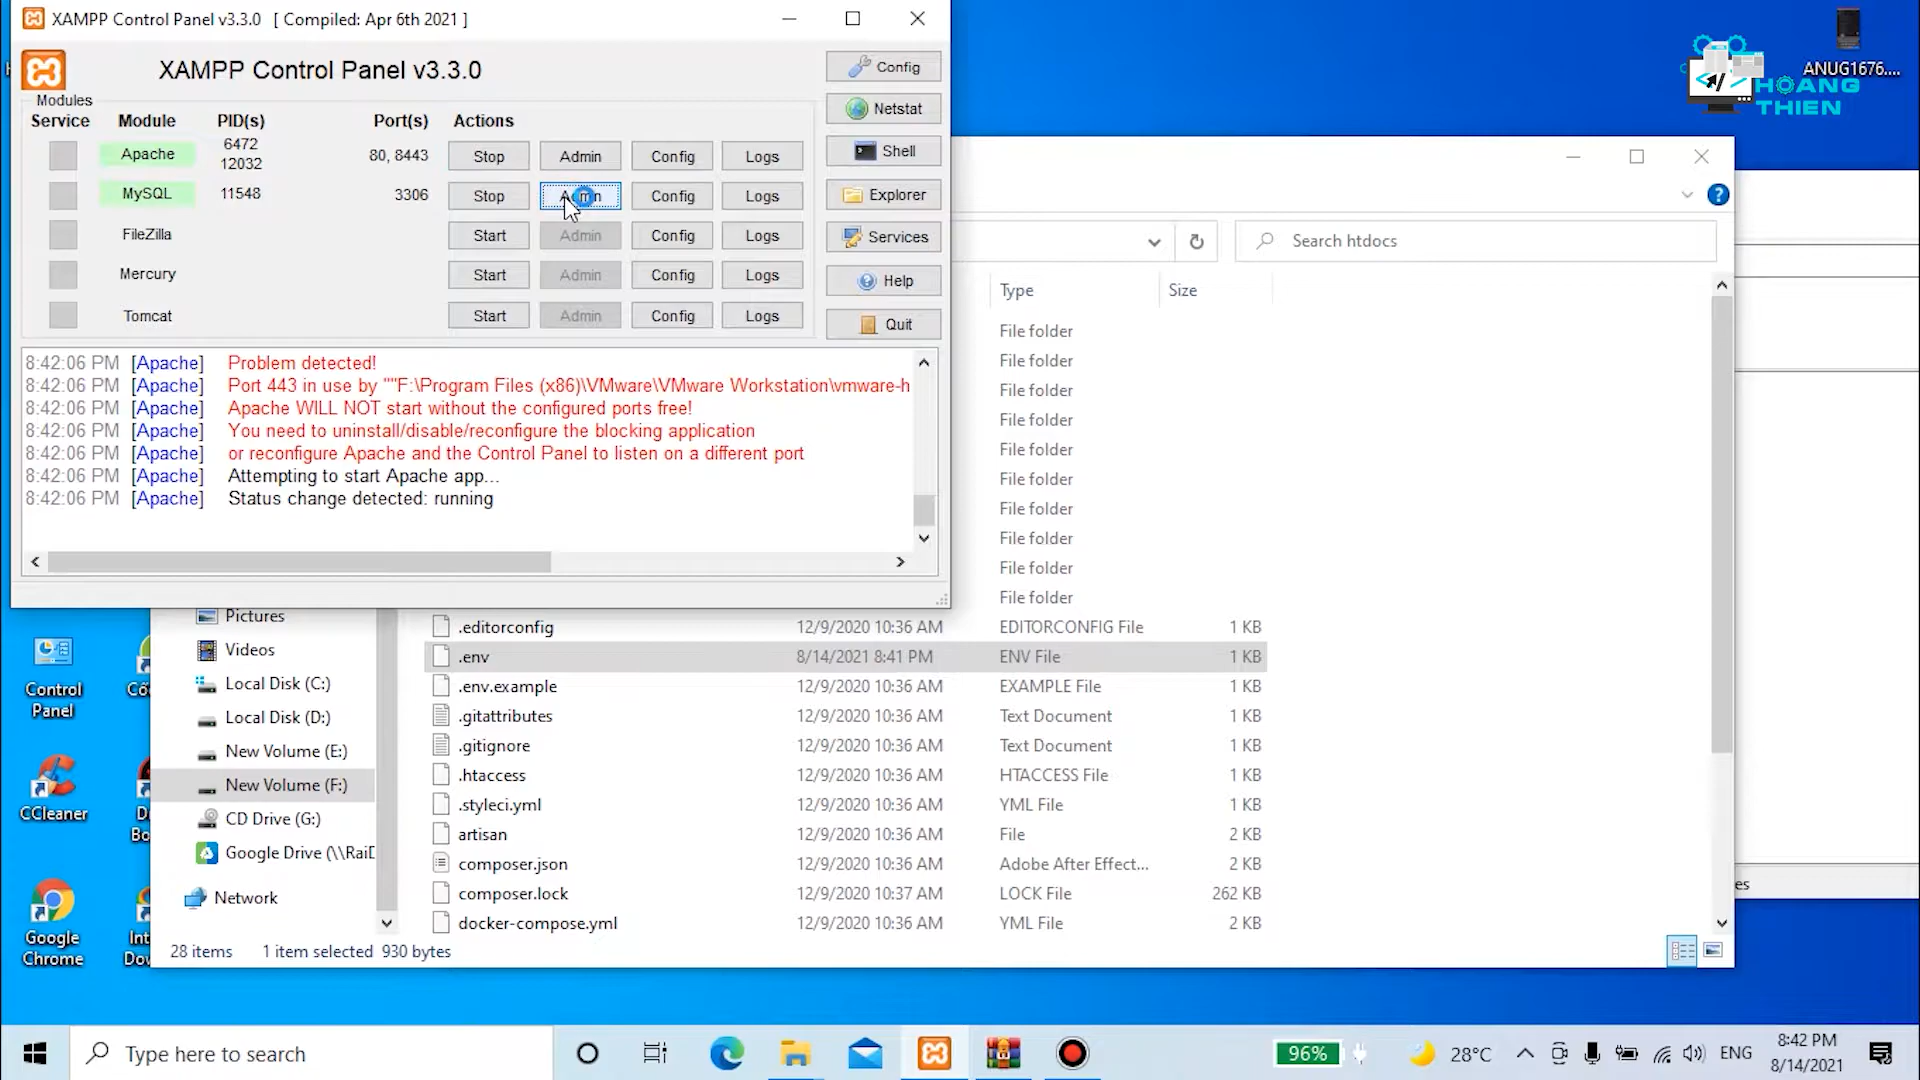 XAMPP Control Panel v3.3.0 [ Compiled: Apr 6th 2021 ]
XAMPP Control Panel v3.3.0
Config
Modules
Service Module PID(s) Port(s) Actions
Netstat
Apache 6472 12032 80, 8443 Stop Admin Config Logs
Shell
MySQL 11548 3306 Stop Admin Config Logs
Explorer
FileZilla Start Admin Config Logs
Services
Mercury Start Admin Config Logs
Help
Tomcat Start Admin Config Logs
Quit
8:42:06 PM [Apache] Problem detected!
8:42:06 PM [Apache] Port 443 in use by ""F:\Program Files (x86)\VMware\VMware Workstation\vmware-h
8:42:06 PM [Apache] Apache WILL NOT start without the configured ports free!
8:42:06 PM [Apache] You need to uninstall/disable/reconfigure the blocking application
8:42:06 PM [Apache] or reconfigure Apache and the Control Panel to listen on a different port
8:42:06 PM [Apache] Attempting to start Apache app...
8:42:06 PM [Apache] Status change detected: running
ANUG1676....
HOANG
THIEN
Search htdocs
Type Size
File folder
File folder
File folder
File folder
File folder
File folder
File folder
File folder
File folder
File folder
.editorconfig 12/9/2020 10:36 AM EDITORCONFIG File 1 KB
.env 8/14/2021 8:41 PM ENV File 1 KB
.env.example 12/9/2020 10:36 AM EXAMPLE File 1 KB
.gitattributes 12/9/2020 10:36 AM Text Document 1 KB
.gitignore 12/9/2020 10:36 AM Text Document 1 KB
.htaccess 12/9/2020 10:36 AM HTACCESS File 1 KB
.styleci.yml 12/9/2020 10:36 AM YML File 1 KB
artisan 12/9/2020 10:36 AM File 2 KB
composer.json 12/9/2020 10:36 AM Adobe After Effect... 2 KB
composer.lock 12/9/2020 10:37 AM LOCK File 262 KB
docker-compose.yml 12/9/2020 10:36 AM YML File 2 KB
Pictures
Videos
Local Disk (C:)
Local Disk (D:)
New Volume (E:)
New Volume (F:)
CD Drive (G:)
Google Drive (\\RaiD
Network
28 items 1 item selected 930 bytes
es
Control
Panel
CCleaner
Google
Chrome
Type here to search
96%
28°C
ENG
8:42 PM
8/14/2021